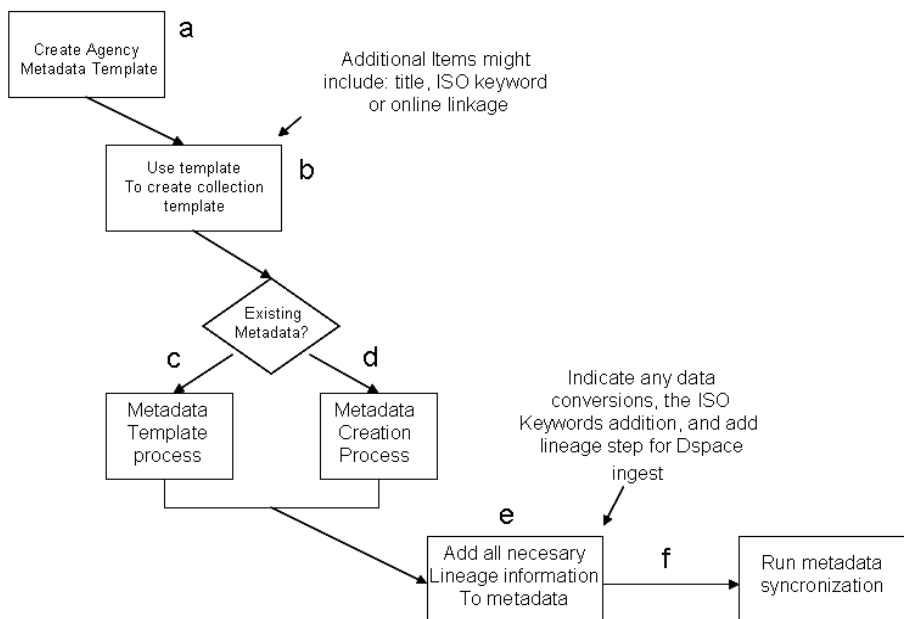 a
Create Agency
Metadata Template
Additional Items might
include: title, ISO keyword
or online linkage
b
Use template
To create collection
template
Existing
Metadata?
c
d
Metadata
Template
process
Metadata
Creation
Process
Indicate any data
conversions, the ISO
Keywords addition, and add
lineage step for Dspace
ingest
e
Add all necesary
Lineage information
To metadata
f
Run metadata
syncronization